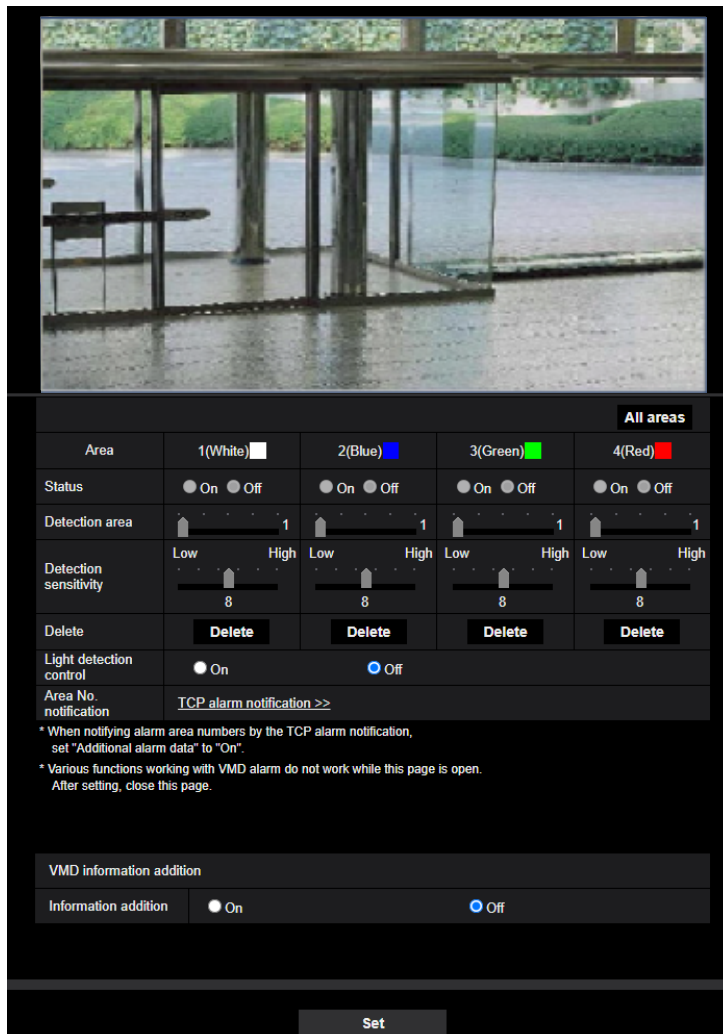 All areas
Area 1(White) 2(Blue) 3(Green) 4(Red)
Status On Off On Off On Off On Off
Detection area 1 1 1 1
Low High Low High Low High Low High
Detection
sensitivity
8 8 8 8
Delete Delete Delete Delete Delete
Light detection
control
On Off
Area No.
notification
TCP alarm notification >>
* When notifying alarm area numbers by the TCP alarm notification,
set "Additional alarm data" to "On".
* Various functions working with VMD alarm do not work while this page is open.
After setting, close this page.
VMD information addition
Information addition On Off
Set